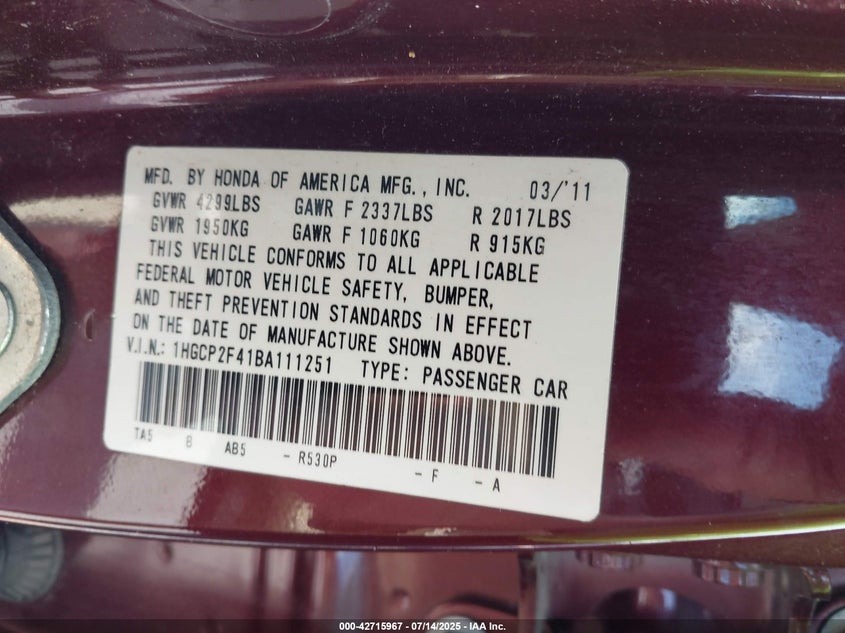 MFD. BY HONDA OF AMERICA MFG., INC. 03/'11
GVWR 4299LBS GAWR F 2337LBS R 2017LBS
GVWR 1950KG GAWR F 1060KG R 915KG
THIS VEHICLE CONFORMS TO ALL APPLICABLE
FEDERAL MOTOR VEHICLE SAFETY, BUMPER,
AND THEFT PREVENTION STANDARDS IN EFFECT
ON THE DATE OF MANUFACTURE SHOWN ABOVE.
V.I.N.: 1HGCP2F41BA111251 TYPE: PASSENGER CAR
TA5 B AB5 - R530P - F - A
000-42715967 - 07/14/2025 - IAA Inc.